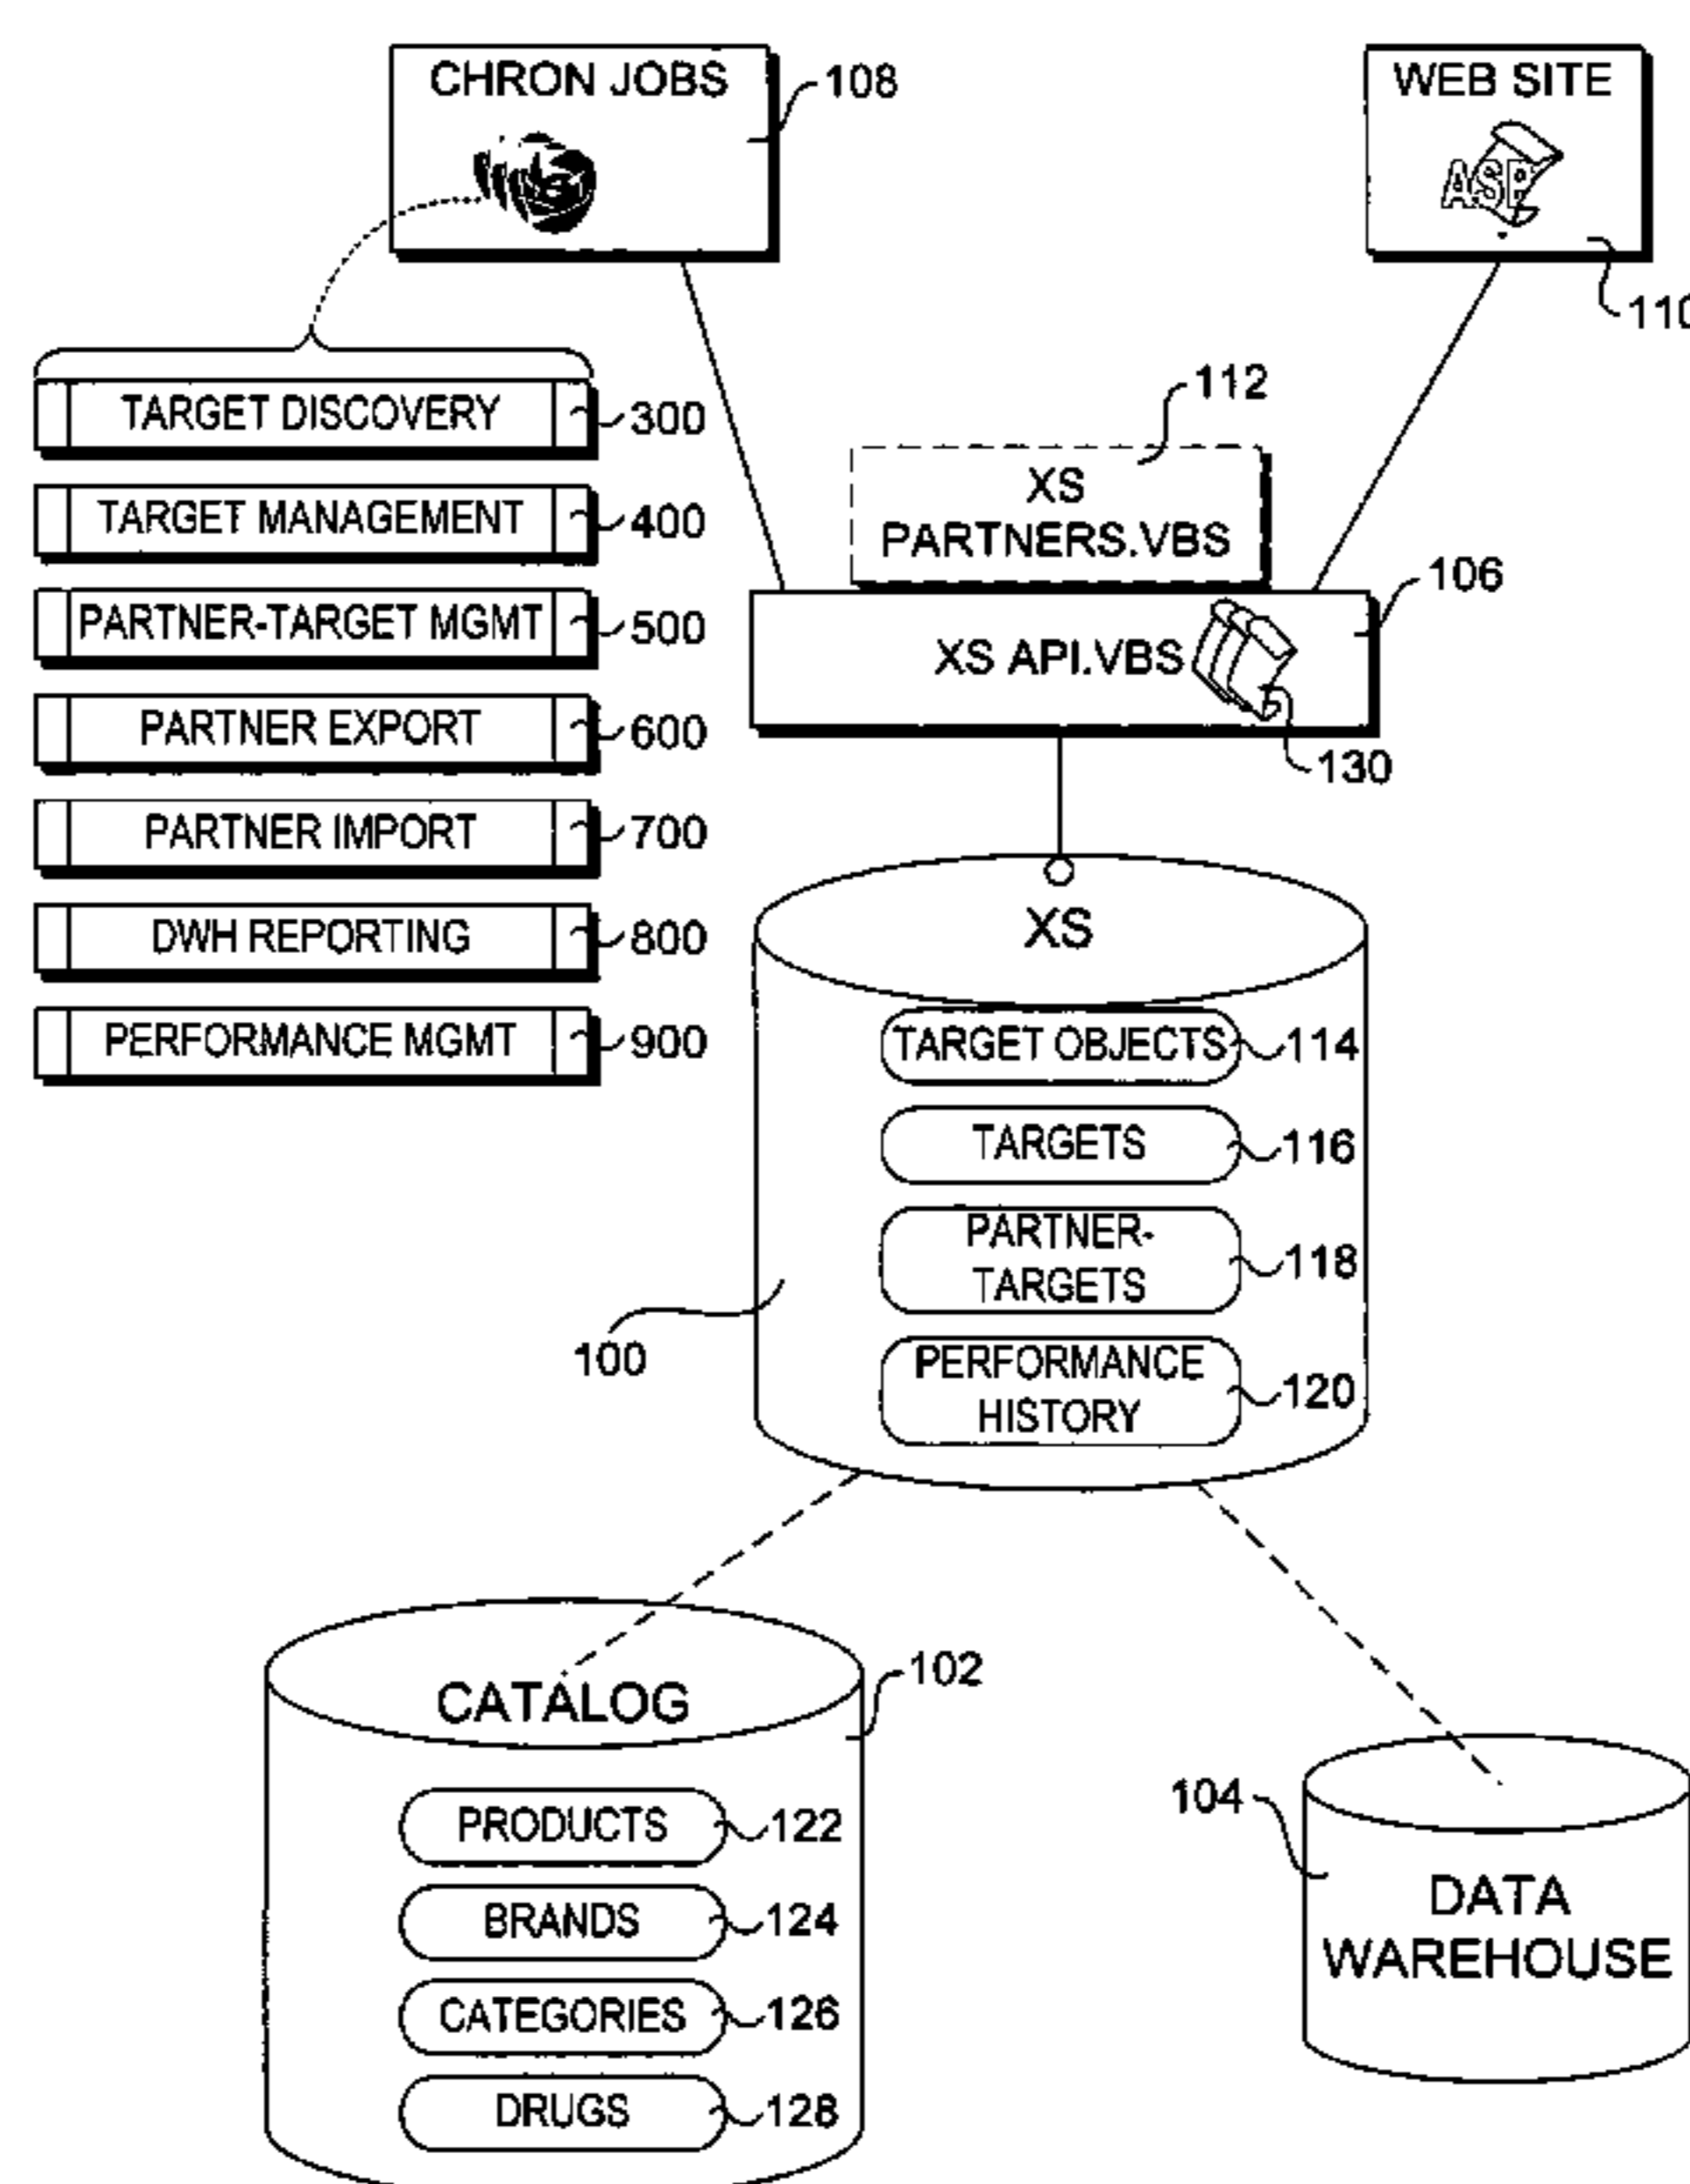 CHRON JOBS
108
WEB SITE
ASP
110
TARGET DISCOVERY
300
TARGET MANAGEMENT
400
PARTNER-TARGET MGMT
500
PARTNER EXPORT
600
PARTNER IMPORT
700
DWH REPORTING
800
PERFORMANCE MGMT
900
112
XS
PARTNERS.VBS
106
XS API.VBS
130
XS
TARGET OBJECTS
114
TARGETS
116
PARTNER-
TARGETS
118
100
PERFORMANCE
HISTORY
120
CATALOG
102
PRODUCTS
122
BRANDS
124
CATEGORIES
126
DRUGS
128
104
DATA
WAREHOUSE